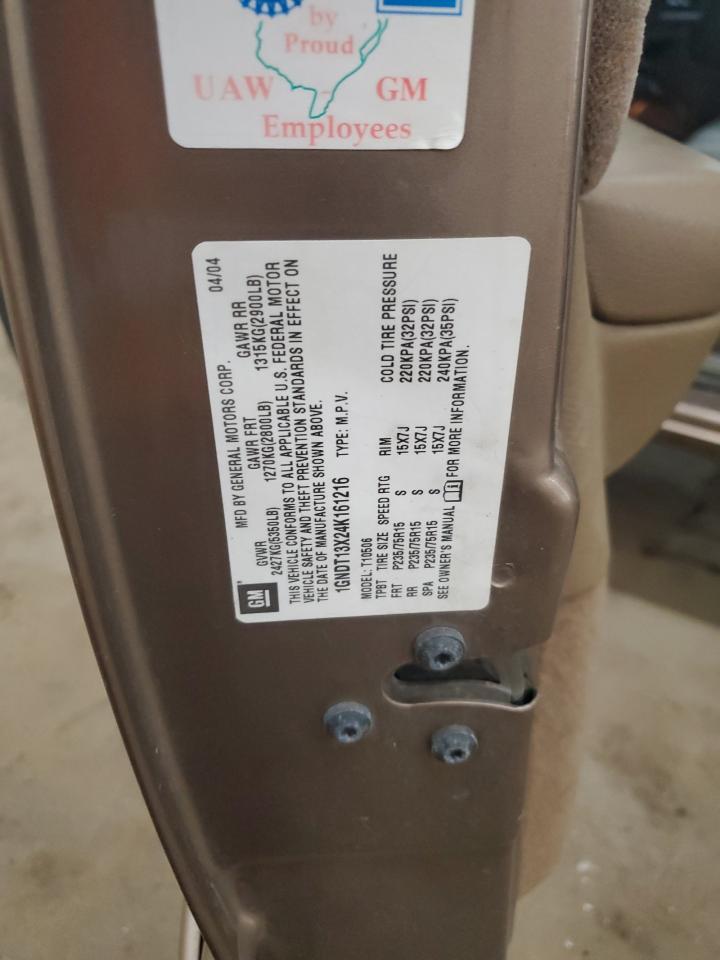 by
Proud
UAW - GM
Employees
GM
MFD BY GENERAL MOTORS CORP. 04/04
GVWR GAWR FRT GAWR RR
2427KG(5350LB) 1270KG(2800LB) 1315KG(2900LB)
THIS VEHICLE CONFORMS TO ALL APPLICABLE U.S. FEDERAL MOTOR
VEHICLE SAFETY AND THEFT PREVENTION STANDARDS IN EFFECT ON
THE DATE OF MANUFACTURE SHOWN ABOVE.
1GNDT13X24K161216 TYPE: M.P.V.
MODEL: T10506
TPBT TIRE SIZE SPEED RTG RIM COLD TIRE PRESSURE
FRT P235/75R15 S 15X7J 220KPA(32PSI)
RR P235/75R15 S 15X7J 220KPA(32PSI)
SPA P235/75R15 S 15X7J 240KPA(35PSI)
SEE OWNER'S MANUAL FOR MORE INFORMATION.